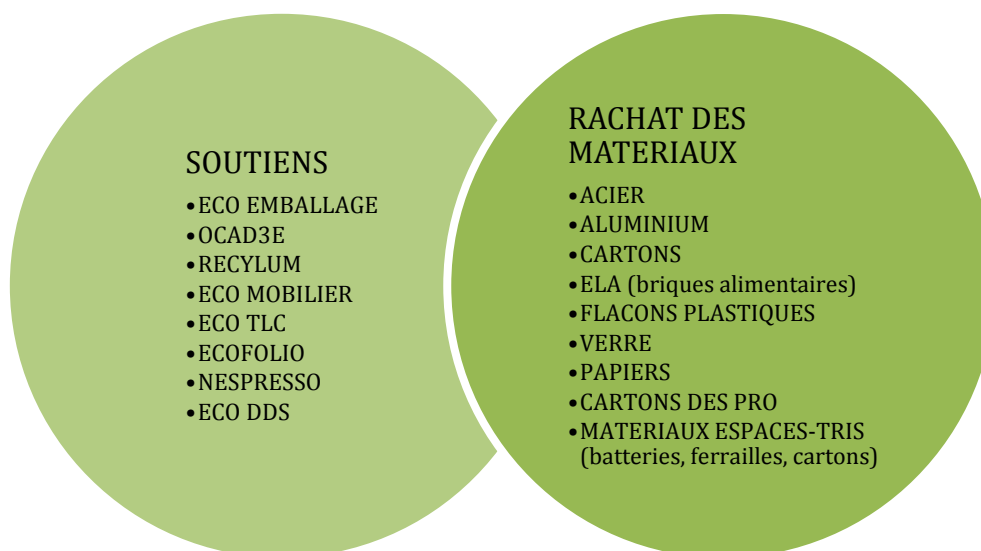 SOUTIENS
•ECO EMBALLAGE
•OCAD3E
•RECYLUM
•ECO MOBILIER
•ECO TLC
•ECOFOLIO
•NESPRESSO
•ECO DDS
RACHAT DES
MATERIAUX
•ACIER
•ALUMINIUM
•CARTONS
•ELA (briques alimentaires)
•FLACONS PLASTIQUES
•VERRE
•PAPIERS
•CARTONS DES PRO
•MATERIAUX ESPACES-TRIS
(batteries, ferrailles, cartons)